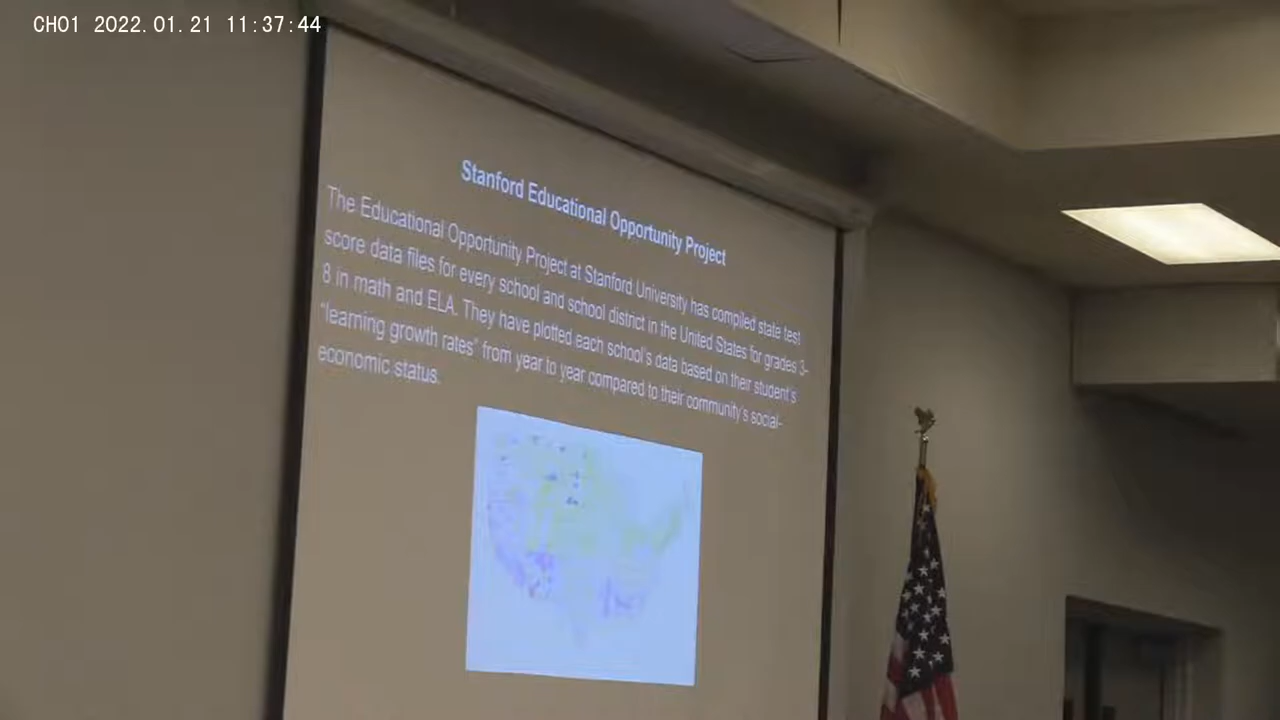 CH01 2022.01.21 11:37:44
Stanford Educational Opportunity Project
The Educational Opportunity Project at Stanford University has compiled state test
score data files for every school and school district in the United States for grades 3-
8 in math and ELA. They have plotted each school's data based on their student's
"learning growth rates" from year to year compared to their community's social-
economic status.